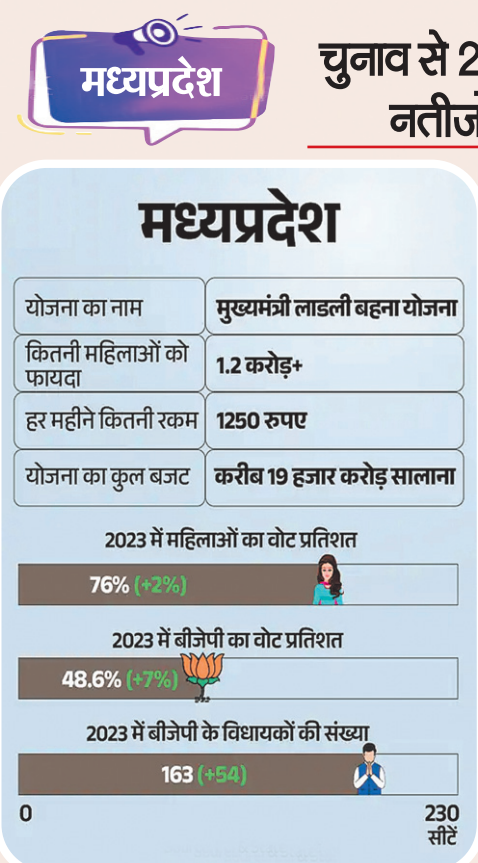 मध्यप्रदेश
चुनाव से 2
नतीज
मध्यप्रदेश
योजना का नाम
मुख्यमंत्री लाडली बहना योजना
कितनी महिलाओं को
फायदा
1.2 करोड़+
हर महीने कितनी रकम
1250 रुपए
योजना का कुल बजट
करीब 19 हजार करोड़ सालाना
2023 में महिलाओं का वोट प्रतिशत
76% (+2%)
2023 में बीजेपी का वोट प्रतिशत
48.6% (+7%)
2023 में बीजेपी के विधायकों की संख्या
163 (+54)
0
230
सीटें